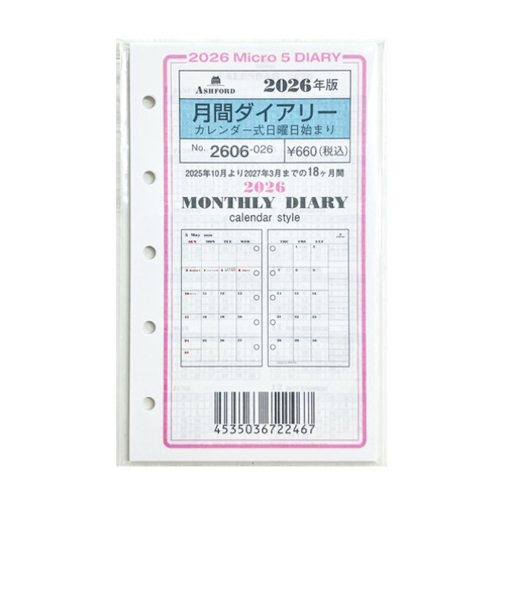 2026 Micro 5 DIARY
ASHFORD
2026年版
月間ダイアリー
カレンダー式日曜日始まり
No. 2606-026
¥660(税込)
2025年10月より2027年3月までの18ヶ月間
2026
MONTHLY DIARY
calendar style
4535036722467